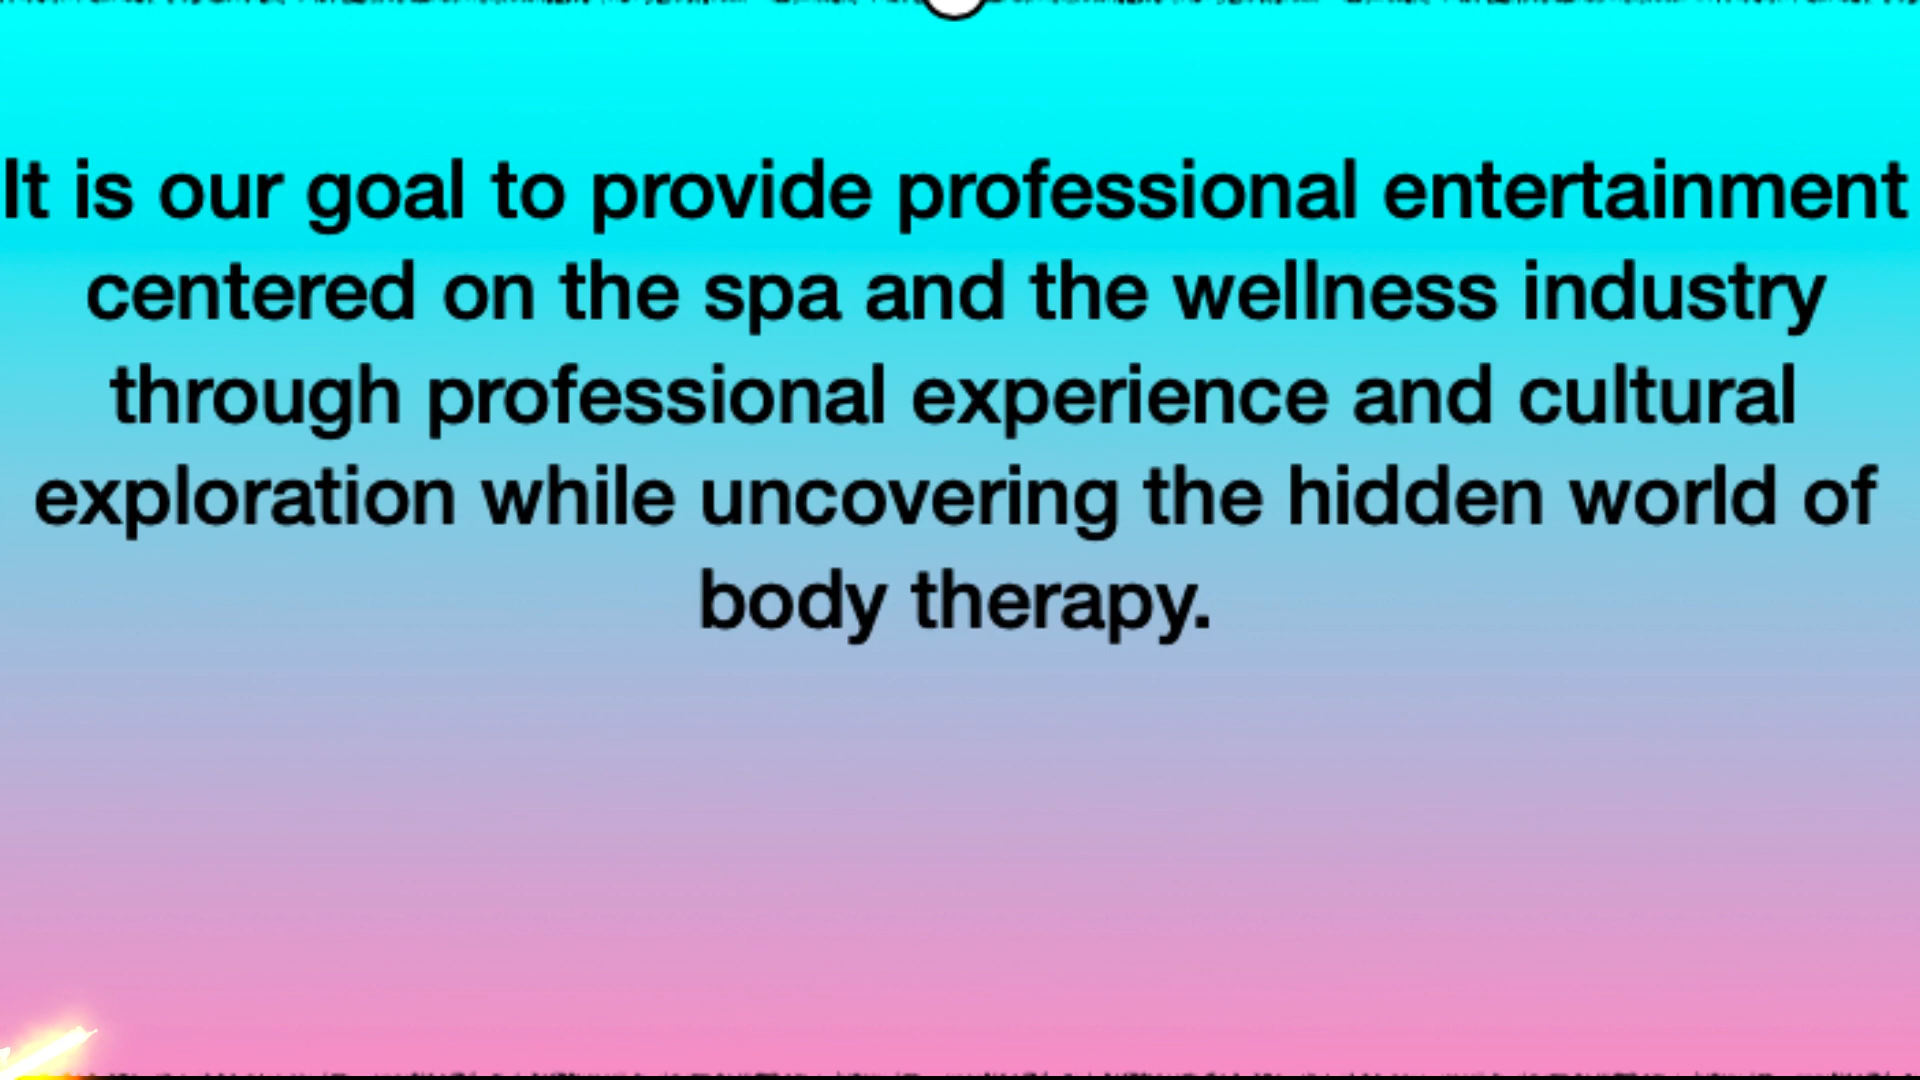 It is our goal to provide professional entertainment
centered on the spa and the wellness industry
through professional experience and cultural
exploration while uncovering the hidden world of
body therapy.